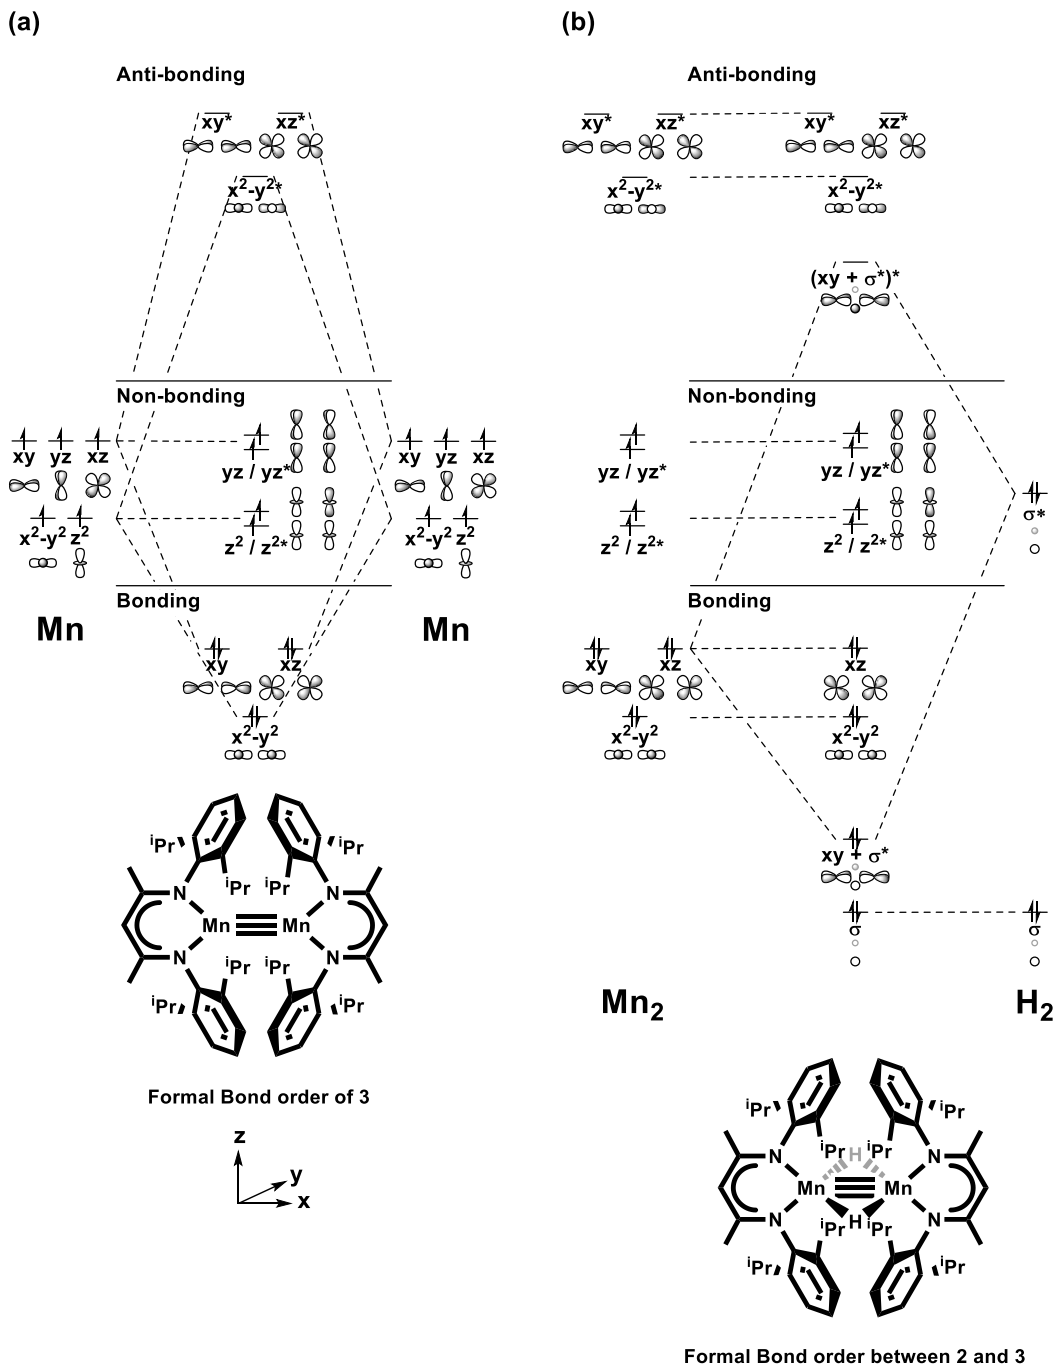 (a)
Anti-bonding
xy* xz*
x²-y²*
Non-bonding
xy yz xz
yz / yz*
xy yz xz
x²-y² z²
z² / z²*
x²-y² z²
Bonding
Mn
Mn
xy xz
x²-y²
ⁱPr ⁱPr
ⁱPr ⁱPr
N N
Mn Mn
N N
ⁱPr ⁱPr
ⁱPr ⁱPr
Formal Bond order of 3
z
y
x
(b)
Anti-bonding
xy* xz* xy* xz*
x²-y²* x²-y²*
(xy + σ*)*
Non-bonding
yz / yz* yz / yz*
σ*
z² / z²* z² / z²*
Bonding
xy xz xz
x²-y² x²-y²
xy + σ*
σ σ
Mn₂ H₂
ⁱPr ⁱPr
ⁱPr H ⁱPr
N N
Mn Mn
N H N
ⁱPr ⁱPr
ⁱPr ⁱPr
Formal Bond order between 2 and 3